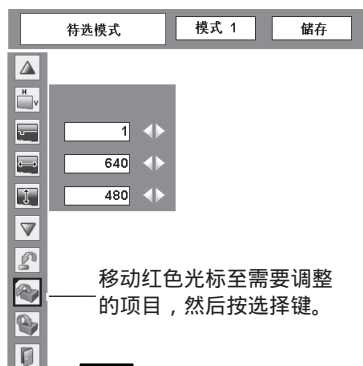 待选模式 模式 1 储存
H
V
1
640
480
移动红色光标至需要调整
的项目，然后按选择键。